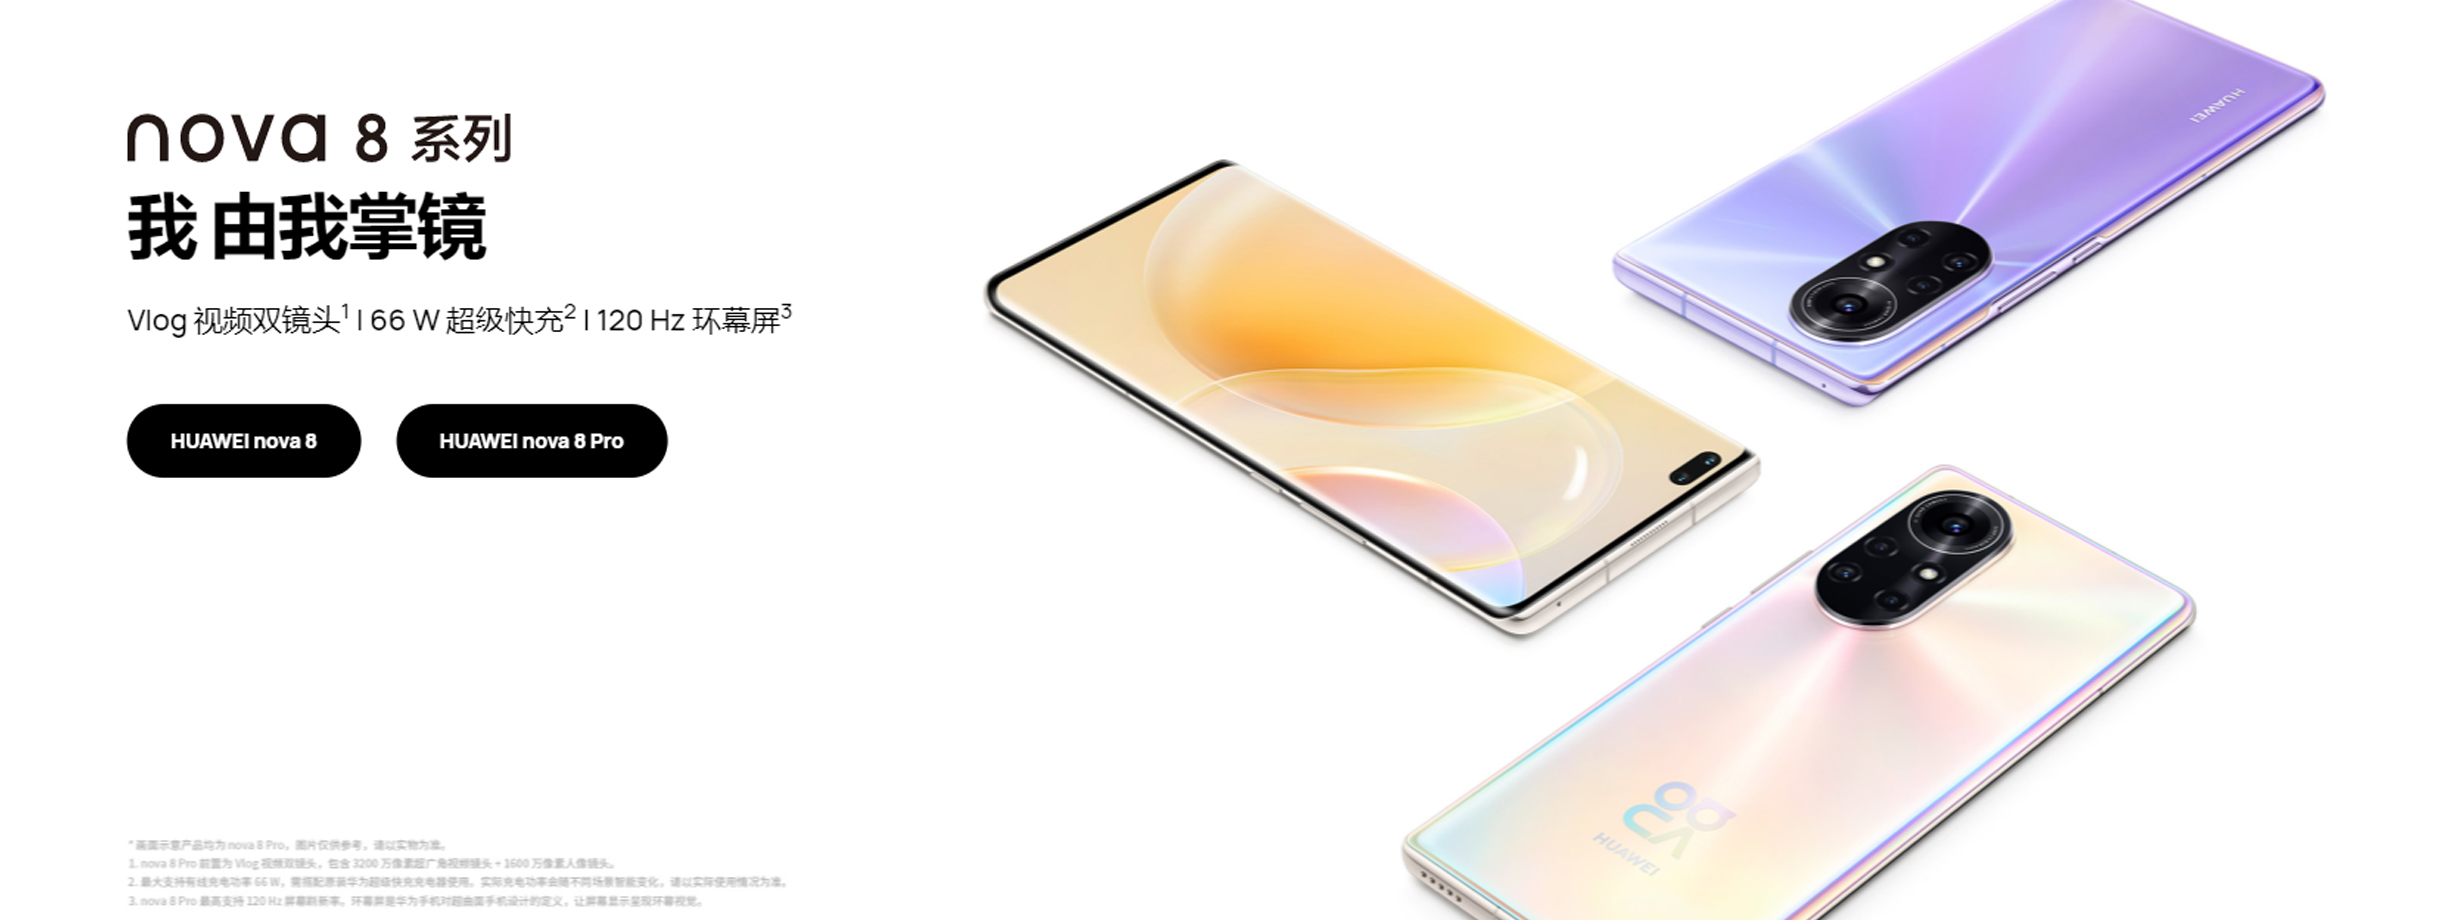 nova 8 系列
我 由我掌镜
Vlog 视频双镜头1 | 66 W 超级快充2 | 120 Hz 环幕屏3
HUAWEI nova 8
HUAWEI nova 8 Pro
* 画面示意产品均为 nova 8 Pro，图片仅供参考，请以实物为准。
1. nova 8 Pro 前置为 Vlog 视频双镜头，包含 3200 万像素超广角视频镜头 + 1600 万像素人像镜头。
2. 最大支持有线充电功率 66 W，需搭配原装华为超级快充充电器使用。实际充电功率会随不同场景智能变化，请以实际使用情况为准。
3. nova 8 Pro 最高支持 120 Hz 屏幕刷新率。环幕屏是华为手机对超曲面手机设计的定义，让屏幕显示呈现环幕视觉。
HUAWEI
HUAWEI